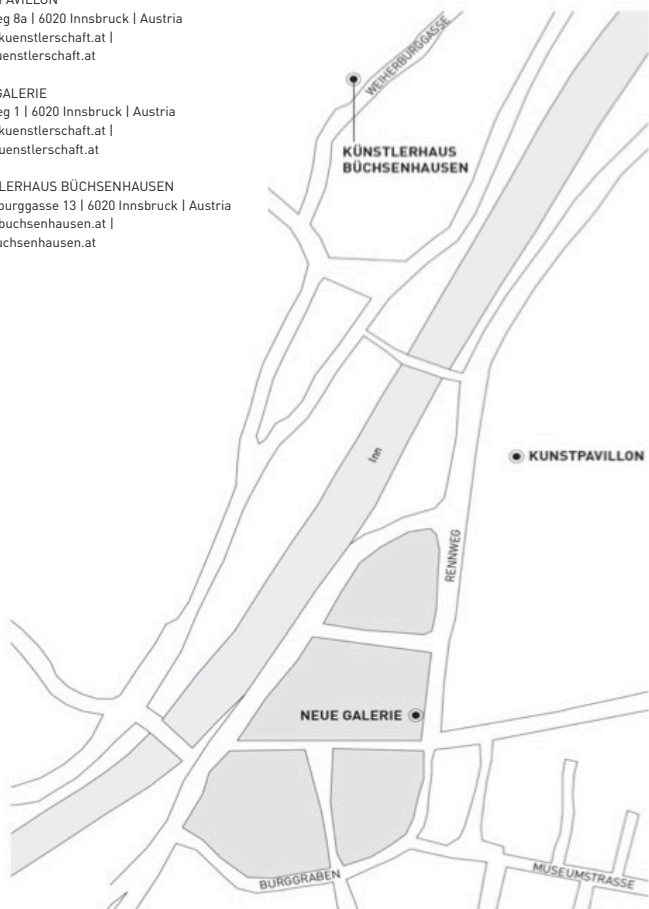 PAVILLON
eg 8a | 6020 Innsbruck | Austria
kuenstlerschaft.at |
uenstlerschaft.at
GALERIE
eg 1 | 6020 Innsbruck | Austria
kuenstlerschaft.at |
uenstlerschaft.at
LERHAUS BÜCHSENHAUSEN
burggasse 13 | 6020 Innsbruck | Austria
buchsenhausen.at |
uchsenhausen.at
WEIHERBURGGASSE
KÜNSTLERHAUS
BÜCHSENHAUSEN
Inn
KUNSTPAVILLON
RENNWEG
NEUE GALERIE
BURGGRABEN
MUSEUMSTRASSE